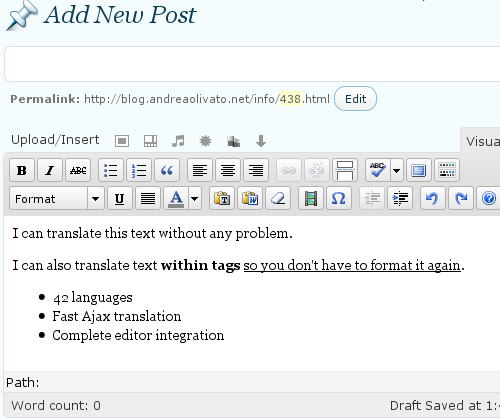 Add New Post
Permalink: http://blog.andreaolivato.net/info/438.html Edit
Upload/Insert
Visua
B I ABC ABC
Format U A T W Ω
I can translate this text without any problem.
I can also translate text within tags so you don't have to format it again.
42 languages
Fast Ajax translation
Complete editor integration
Path:
Word count: 0 Draft Saved at 1: